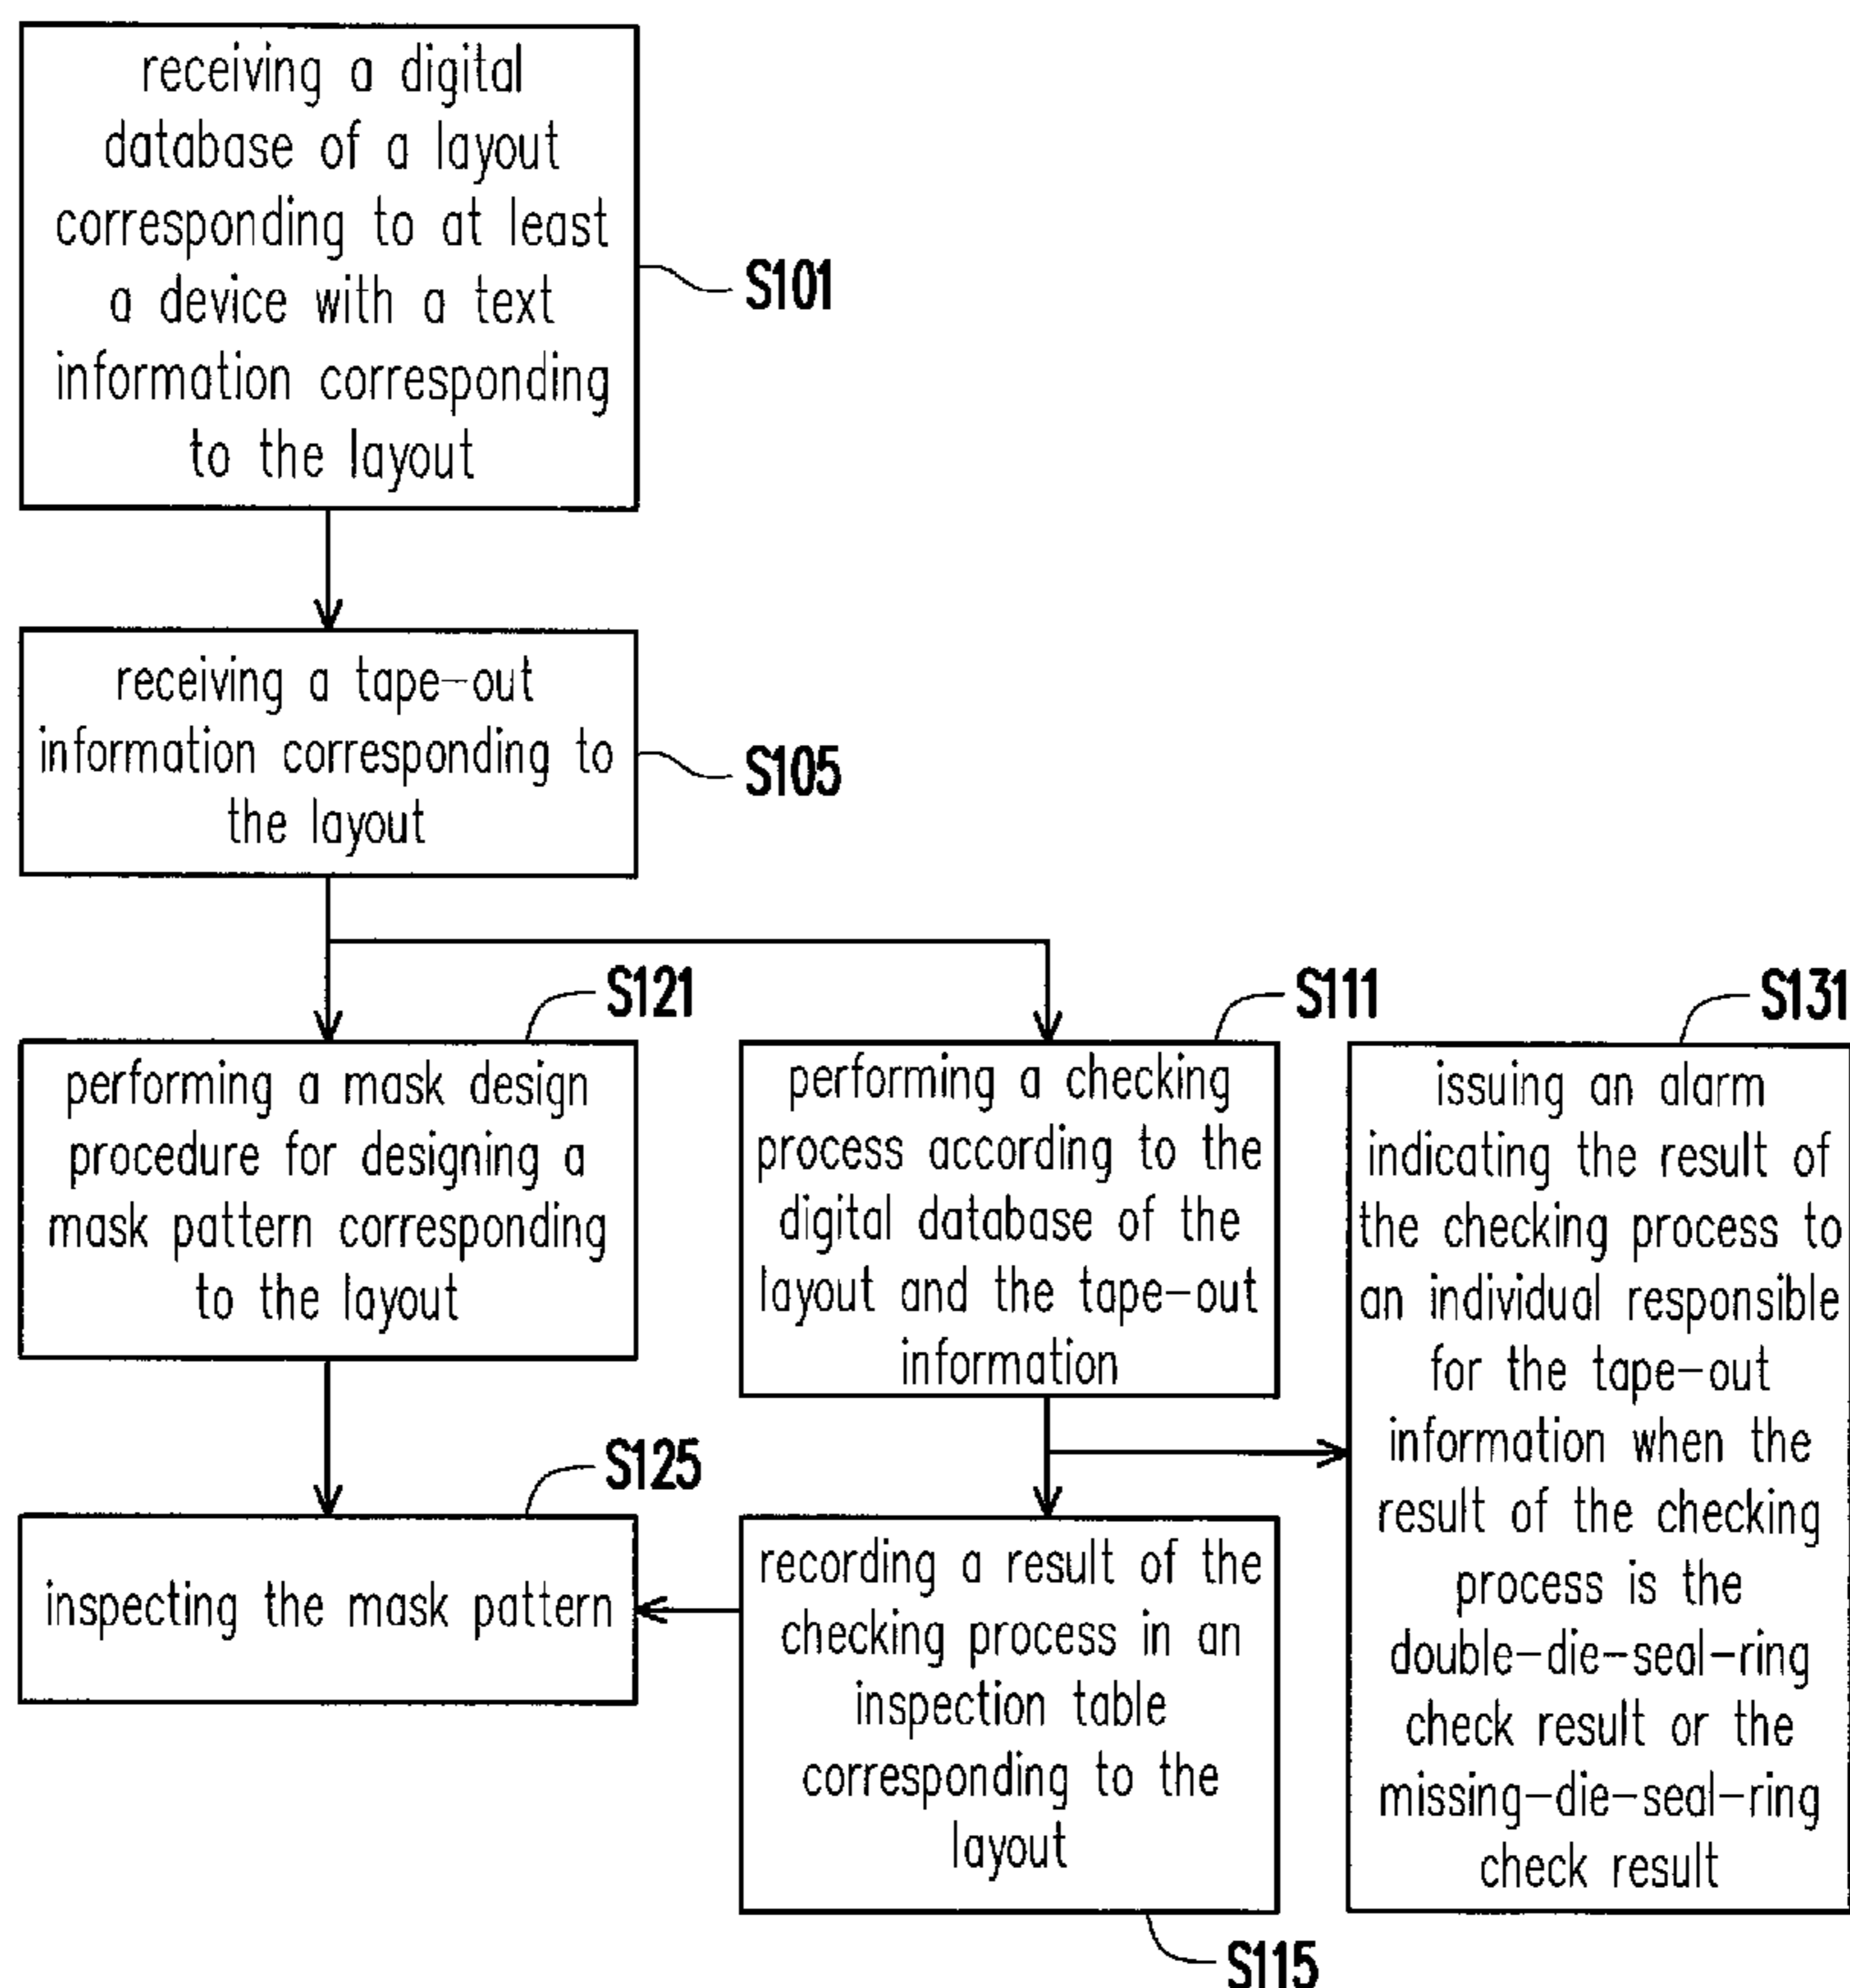 receiving a digital
database of a layout
corresponding to at least
a device with a text
information corresponding
to the layout
S101
receiving a tape-out
information corresponding to
the layout
S105
S121
performing a mask design
procedure for designing a
mask pattern corresponding
to the layout
S111
performing a checking
process according to the
digital database of the
layout and the tape-out
information
S131
issuing an alarm
indicating the result of
the checking process to
an individual responsible
for the tape-out
information when the
result of the checking
process is the
double-die-seal-ring
check result or the
missing-die-seal-ring
check result
S125
inspecting the mask pattern
recording a result of the
checking process in an
inspection table
corresponding to the
layout
S115